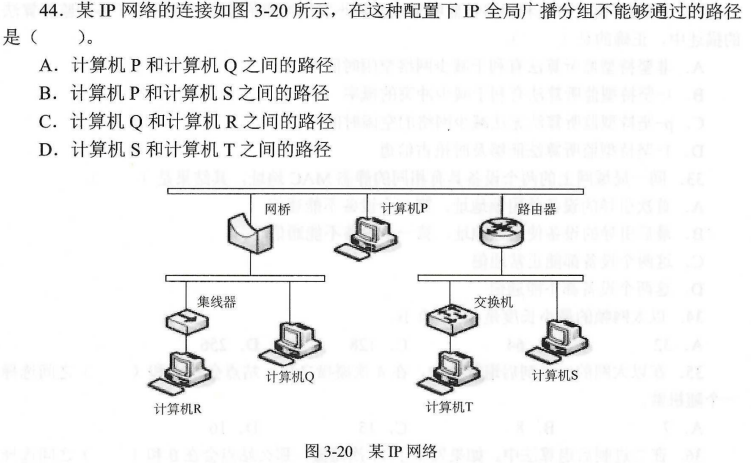 44．某 IP 网络的连接如图 3-20 所示，在这种配置下 IP 全局广播分组不能够通过的路径
是（　　）。
A．计算机 P 和计算机 Q 之间的路径
B．计算机 P 和计算机 S 之间的路径
C．计算机 Q 和计算机 R 之间的路径
D．计算机 S 和计算机 T 之间的路径
网桥
计算机P
路由器
集线器
交换机
计算机Q
计算机S
计算机R
计算机T
图 3-20　某 IP 网络